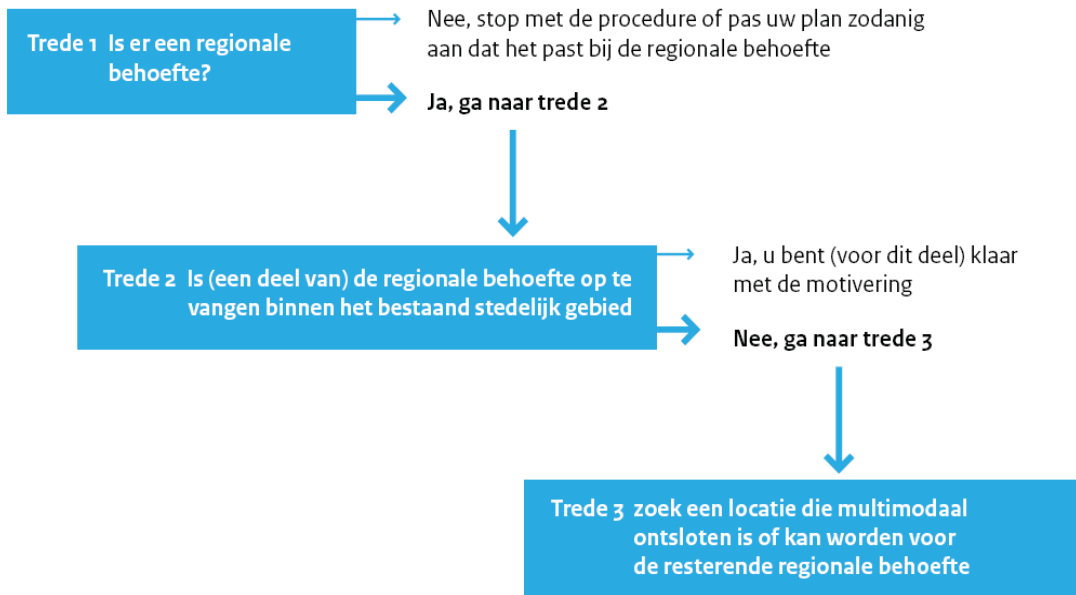 Trede 1 Is er een regionale
behoefte?
Nee, stop met de procedure of pas uw plan zodanig
aan dat het past bij de regionale behoefte
Ja, ga naar trede 2
Trede 2 Is (een deel van) de regionale behoefte op te
vangen binnen het bestaand stedelijk gebied
Ja, u bent (voor dit deel) klaar
met de motivering
Nee, ga naar trede 3
Trede 3 zoek een locatie die multimodaal
ontsloten is of kan worden voor
de resterende regionale behoefte